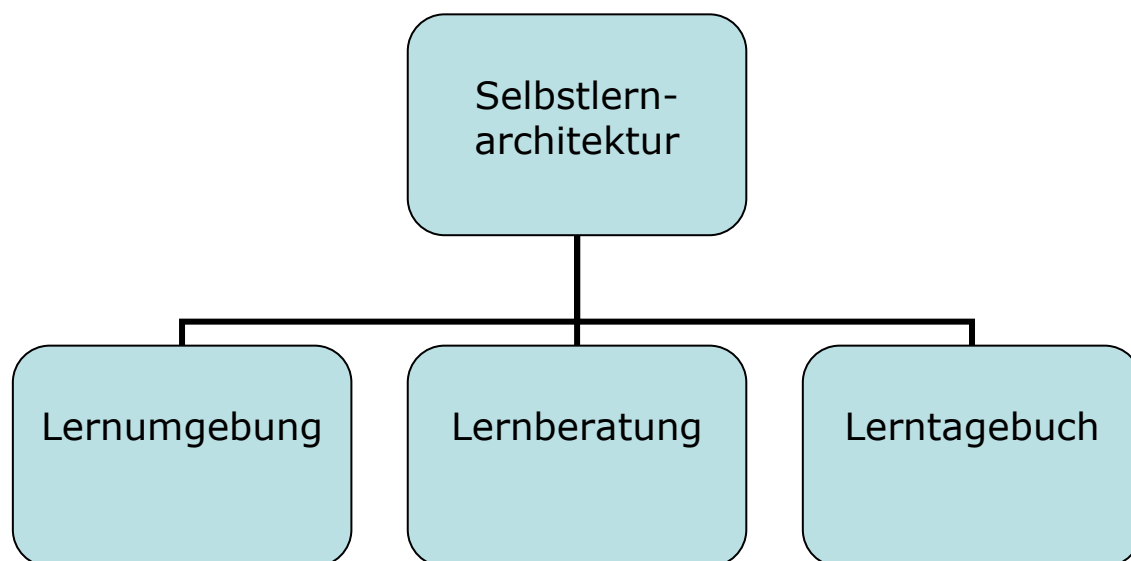 Selbstlern-
architektur
Lernumgebung
Lernberatung
Lerntagebuch